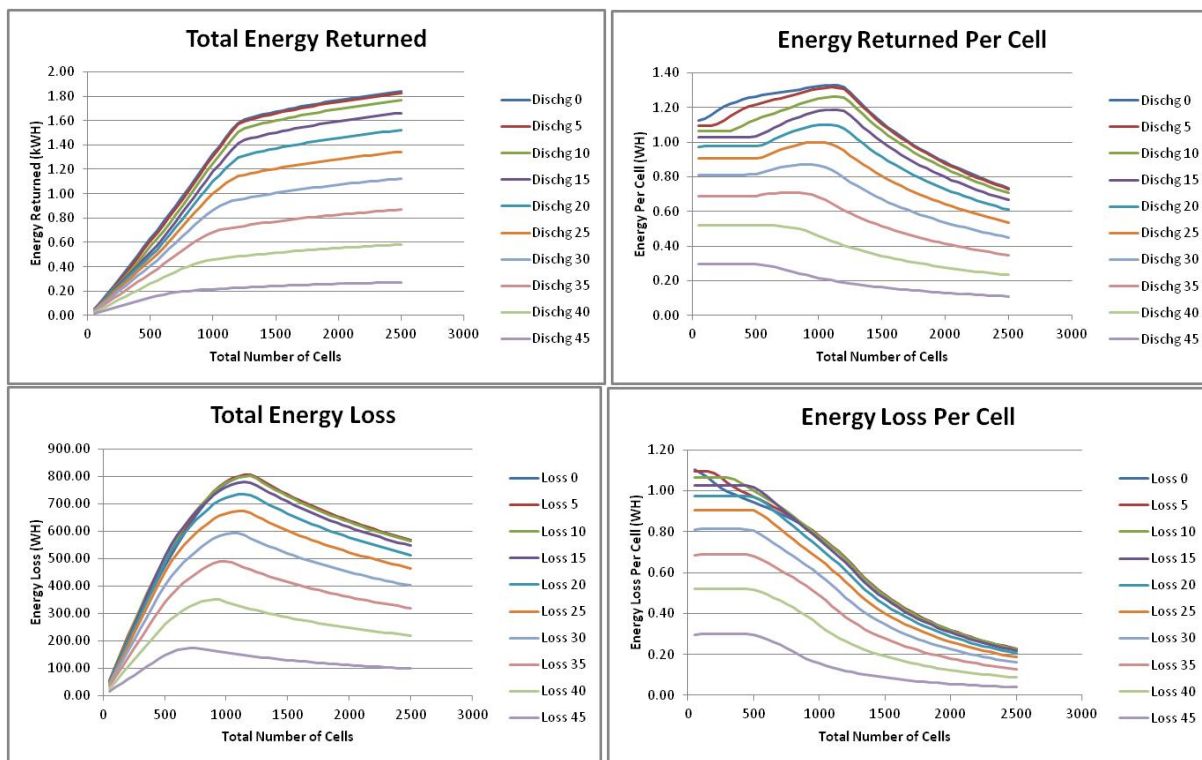 Total Energy Returned
Energy Returned (kWH)
2.00
1.80
1.60
1.40
1.20
1.00
0.80
0.60
0.40
0.20
0.00
0 500 1000 1500 2000 2500 3000
Total Number of Cells
Dischg 0
Dischg 5
Dischg 10
Dischg 15
Dischg 20
Dischg 25
Dischg 30
Dischg 35
Dischg 40
Dischg 45
Energy Returned Per Cell
Energy Per Cell (WH)
1.40
1.20
1.00
0.80
0.60
0.40
0.20
0.00
0 500 1000 1500 2000 2500 3000
Total Number of Cells
Dischg 0
Dischg 5
Dischg 10
Dischg 15
Dischg 20
Dischg 25
Dischg 30
Dischg 35
Dischg 40
Dischg 45
Total Energy Loss
Energy Loss (WH)
900.00
800.00
700.00
600.00
500.00
400.00
300.00
200.00
100.00
0.00
0 500 1000 1500 2000 2500 3000
Total Number of Cells
Loss 0
Loss 5
Loss 10
Loss 15
Loss 20
Loss 25
Loss 30
Loss 35
Loss 40
Loss 45
Energy Loss Per Cell
Energy Loss Per Cell (WH)
1.20
1.00
0.80
0.60
0.40
0.20
0.00
0 500 1000 1500 2000 2500 3000
Total Number of Cells
Loss 0
Loss 5
Loss 10
Loss 15
Loss 20
Loss 25
Loss 30
Loss 35
Loss 40
Loss 45